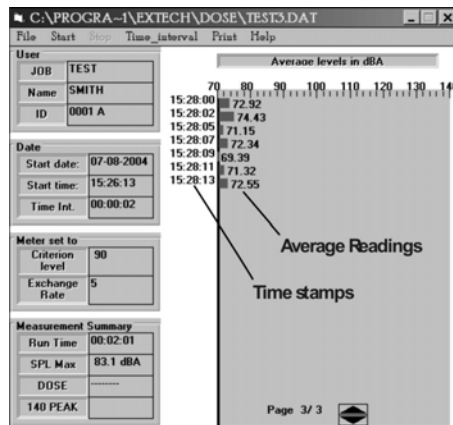 C:\PROGRA~1\EXTECH\DOSE\TEST3.DAT
File Start Stop Time_interval Print Help
User
JOB TEST
Name SMITH
ID 0001 A
Date
Start date: 07-08-2004
Start time: 15:26:13
Time Int. 00:00:02
Meter set to
Criterion level 90
Exchange Rate 5
Measurement Summary
Run Time 00:02:01
SPL Max 83.1 dBA
DOSE --------
140 PEAK
Average levels in dBA
70 80 90 100 110 120 130 14
15:28:00 72.92
15:28:02 74.43
15:28:05 71.15
15:28:07 72.34
15:28:09 69.39
15:28:11 71.32
15:28:13 72.55
Average Readings
Time stamps
Page 3/ 3